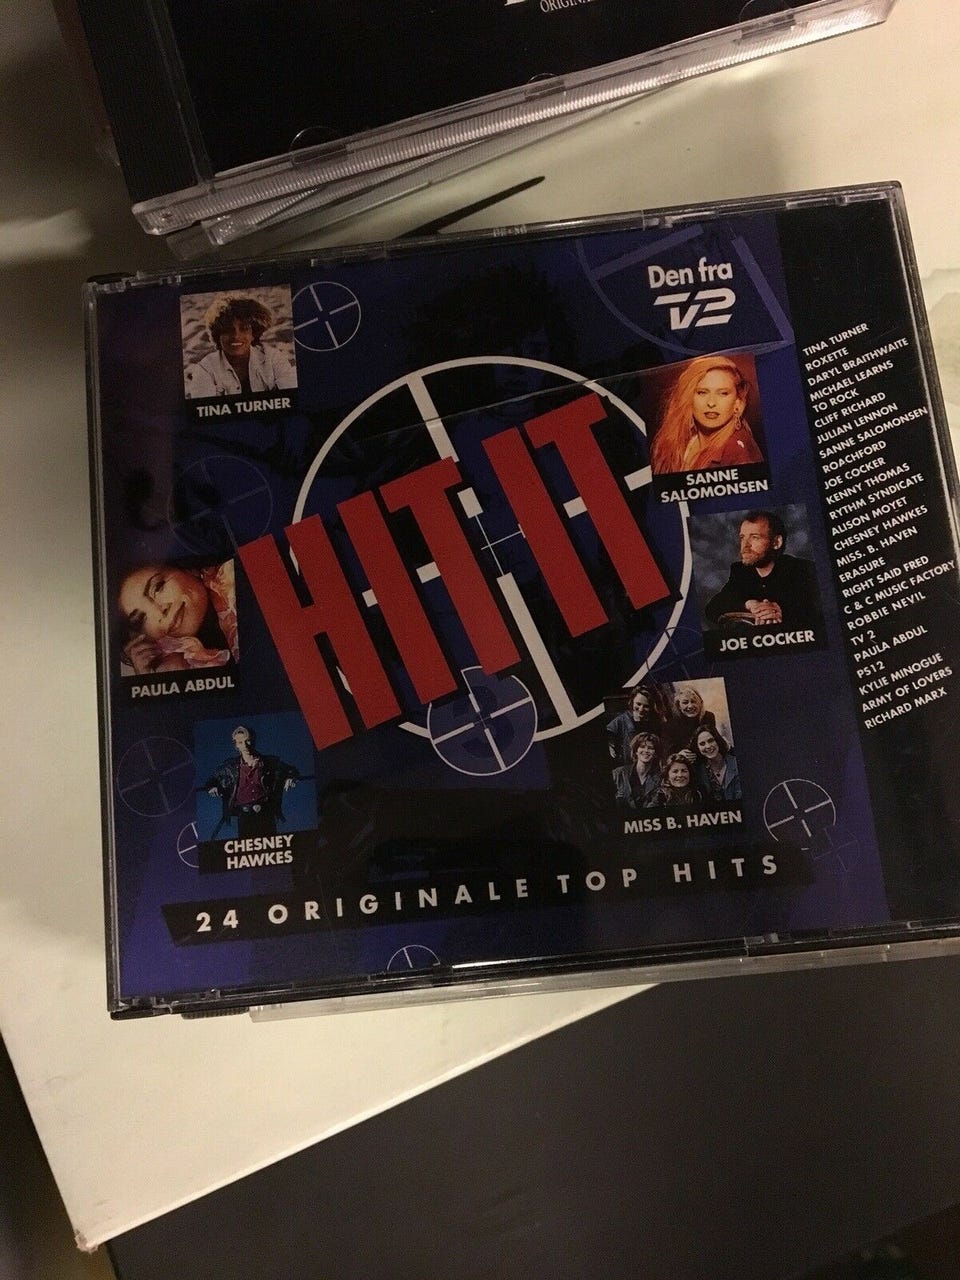 ORIGINA
Den fra
TV2
TINA TURNER
HIT IT
SANNE
SALOMONSEN
PAULA ABDUL
JOE COCKER
CHESNEY
HAWKES
MISS B. HAVEN
24 ORIGINALE TOP HITS
TINA TURNER
ROXETTE
DARYL BRAITHWAITE
MICHAEL LEARNS
TO ROCK
CLIFF RICHARD
JULIAN LENNON
SANNE SALOMONSEN
ROACHFORD
JOE COCKER
KENNY THOMAS
RYTHM SYNDICATE
ALISON MOYET
CHESNEY HAWKES
MISS. B. HAVEN
ERASURE
RIGHT SAID FRED
C & C MUSIC FACTORY
ROBBIE NEVIL
TV 2
PAULA ABDUL
PS12
KYLIE MINOGUE
ARMY OF LOVERS
RICHARD MARX